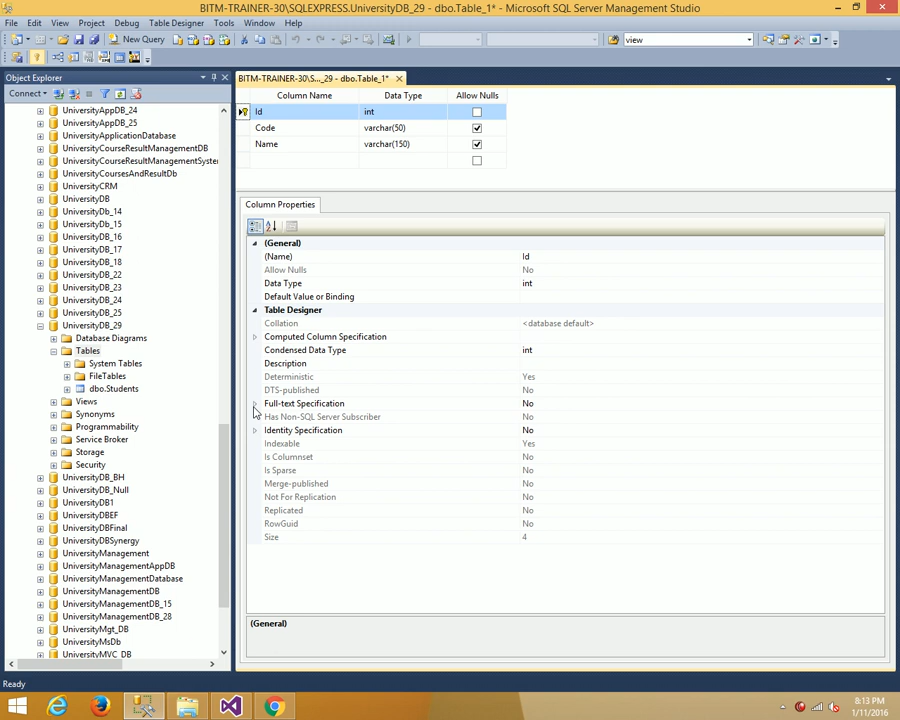 BITM-TRAINER-30\SQLEXPRESS.UniversityDB_29 - dbo.Table_1* - Microsoft SQL Server Management Studio
File Edit View Project Debug Table Designer Tools Window Help
New Query view
Object Explorer
Connect
UniversityAppDB_24
UniversityAppDB_25
UniversityApplicationDatabase
UniversityCourseResultManagementDB
UniversityCourseResultManagementSyste
UniversityCoursesAndResultDb
UniversityCRM
UniversityDB
UniversityDb_14
UniversityDb_15
UniversityDB_16
UniversityDB_17
UniversityDB_18
UniversityDB_22
UniversityDB_23
UniversityDB_24
UniversityDB_25
UniversityDB_29
Database Diagrams
Tables
System Tables
FileTables
dbo.Students
Views
Synonyms
Programmability
Service Broker
Storage
Security
UniversityDB_BH
UniversityDB_Null
UniversityDB1
UniversityDBEF
UniversityDBFinal
UniversityDBSynergy
UniversityManagement
UniversityManagementAppDB
UniversityManagementDatabase
UniversityManagementDB
UniversityManagementDB_15
UniversityManagementDB_28
UniversityMgt_DB
UniversityMsDb
UniversityMVC_DB
BITM-TRAINER-30\S..._29 - dbo.Table_1*
Column Name Data Type Allow Nulls
Id int
Code varchar(50)
Name varchar(150)
Column Properties
(General)
(Name) Id
Allow Nulls No
Data Type int
Default Value or Binding
Table Designer
Collation <database default>
Computed Column Specification
Condensed Data Type int
Description
Deterministic Yes
DTS-published No
Full-text Specification No
Has Non-SQL Server Subscriber No
Identity Specification No
Indexable Yes
Is Columnset No
Is Sparse No
Merge-published No
Not For Replication No
Replicated No
RowGuid No
Size 4
(General)
Ready
8:13 PM
1/11/2016